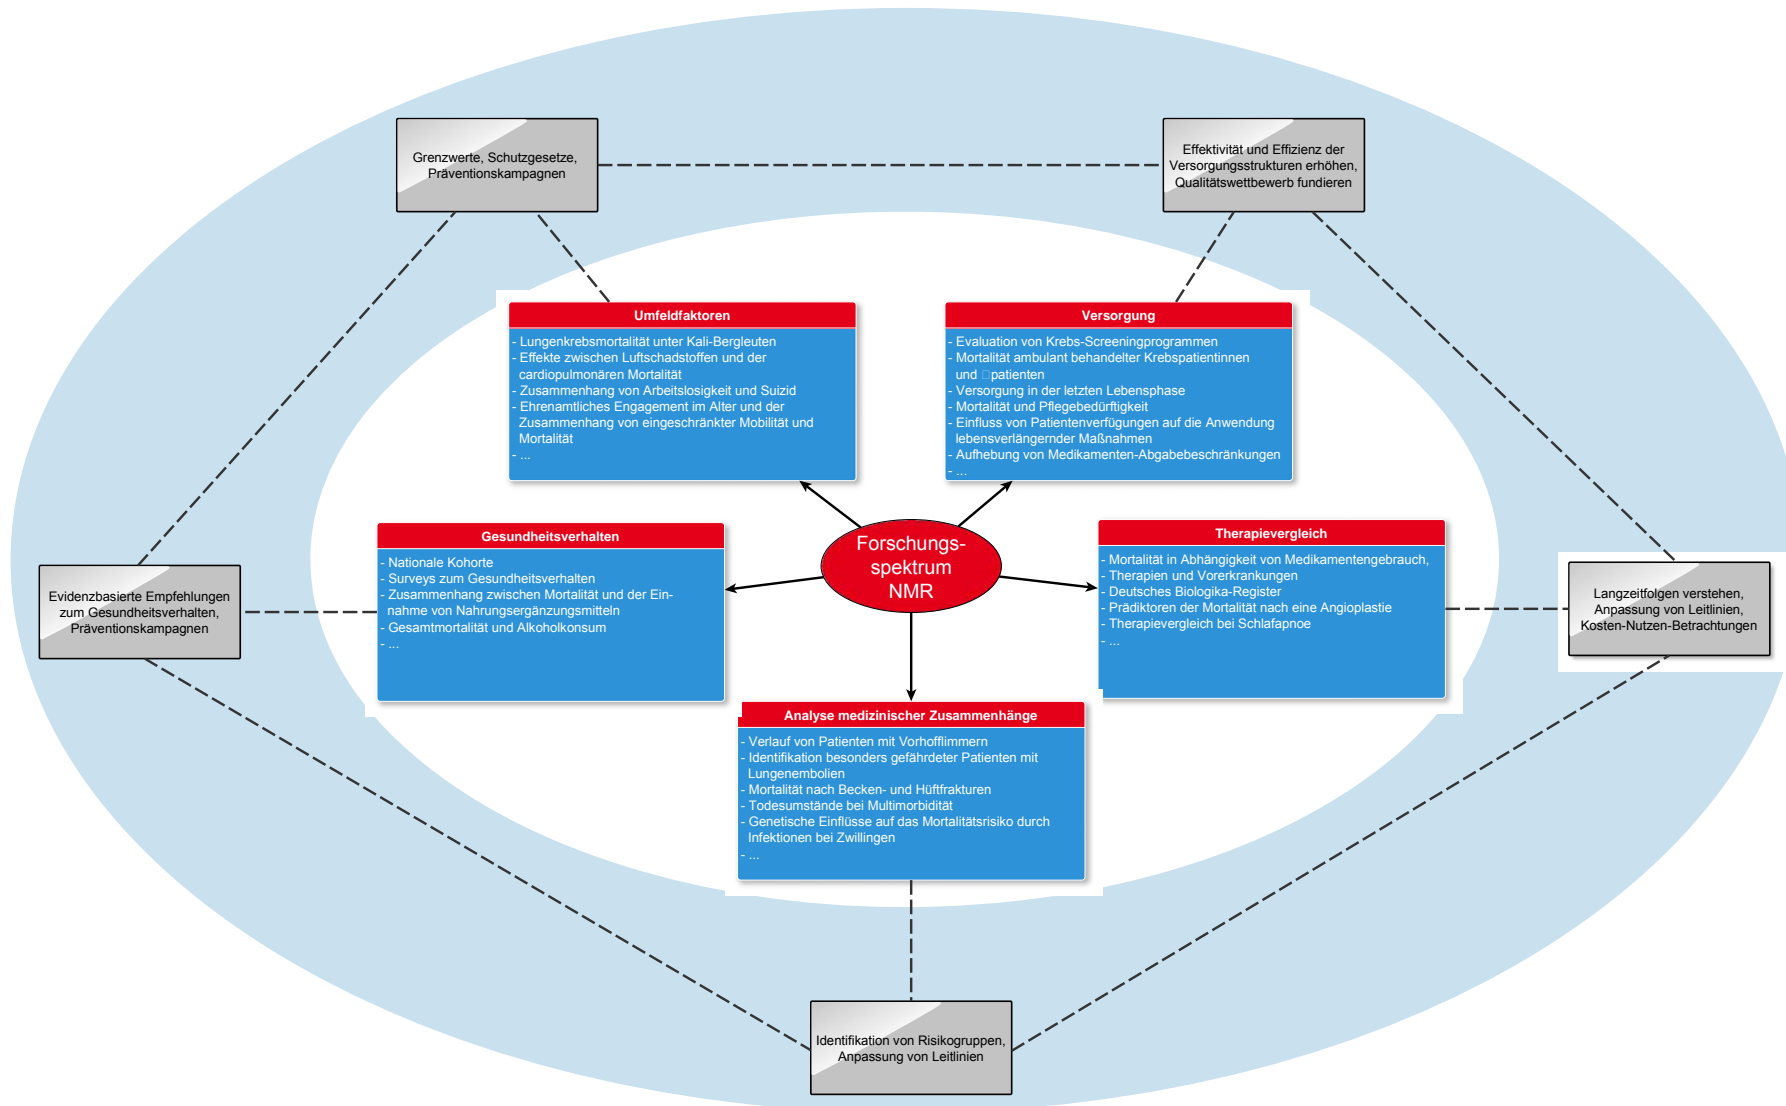 Grenzwerte, Schutzgesetze,
Präventionskampagnen
Effektivität und Effizienz der
Versorgungsstrukturen erhöhen,
Qualitätswettbewerb fundieren
Umfeldfaktoren
- Lungenkrebsmortalität unter Kali-Bergleuten
- Effekte zwischen Luftschadstoffen und der
cardiopulmonären Mortalität
- Zusammenhang von Arbeitslosigkeit und Suizid
- Ehrenamtliches Engagement im Alter und der
Zusammenhang von eingeschränkter Mobilität und
Mortalität
- ...
Versorgung
- Evaluation von Krebs-Screeningprogrammen
- Mortalität ambulant behandelter Krebspatientinnen
und □patienten
- Versorgung in der letzten Lebensphase
- Mortalität und Pflegebedürftigkeit
- Einfluss von Patientenverfügungen auf die Anwendung
lebensverlängernder Maßnahmen
- Aufhebung von Medikamenten-Abgabebeschränkungen
- ...
Gesundheitsverhalten
- Nationale Kohorte
- Surveys zum Gesundheitsverhalten
- Zusammenhang zwischen Mortalität und der Ein-
nahme von Nahrungsergänzungsmitteln
- Gesamtmortalität und Alkoholkonsum
- ...
Forschungs-
spektrum
NMR
Therapievergleich
- Mortalität in Abhängigkeit von Medikamentengebrauch,
- Therapien und Vorerkrankungen
- Deutsches Biologika-Register
- Prädiktoren der Mortalität nach eine Angioplastie
- Therapievergleich bei Schlafapnoe
- ...
Evidenzbasierte Empfehlungen
zum Gesundheitsverhalten,
Präventionskampagnen
Langzeitfolgen verstehen,
Anpassung von Leitlinien,
Kosten-Nutzen-Betrachtungen
Analyse medizinischer Zusammenhänge
- Verlauf von Patienten mit Vorhofflimmern
- Identifikation besonders gefährdeter Patienten mit
Lungenembolien
- Mortalität nach Becken- und Hüftfrakturen
- Todesumstände bei Multimorbidität
- Genetische Einflüsse auf das Mortalitätsrisiko durch
Infektionen bei Zwillingen
- ...
Identifikation von Risikogruppen,
Anpassung von Leitlinien